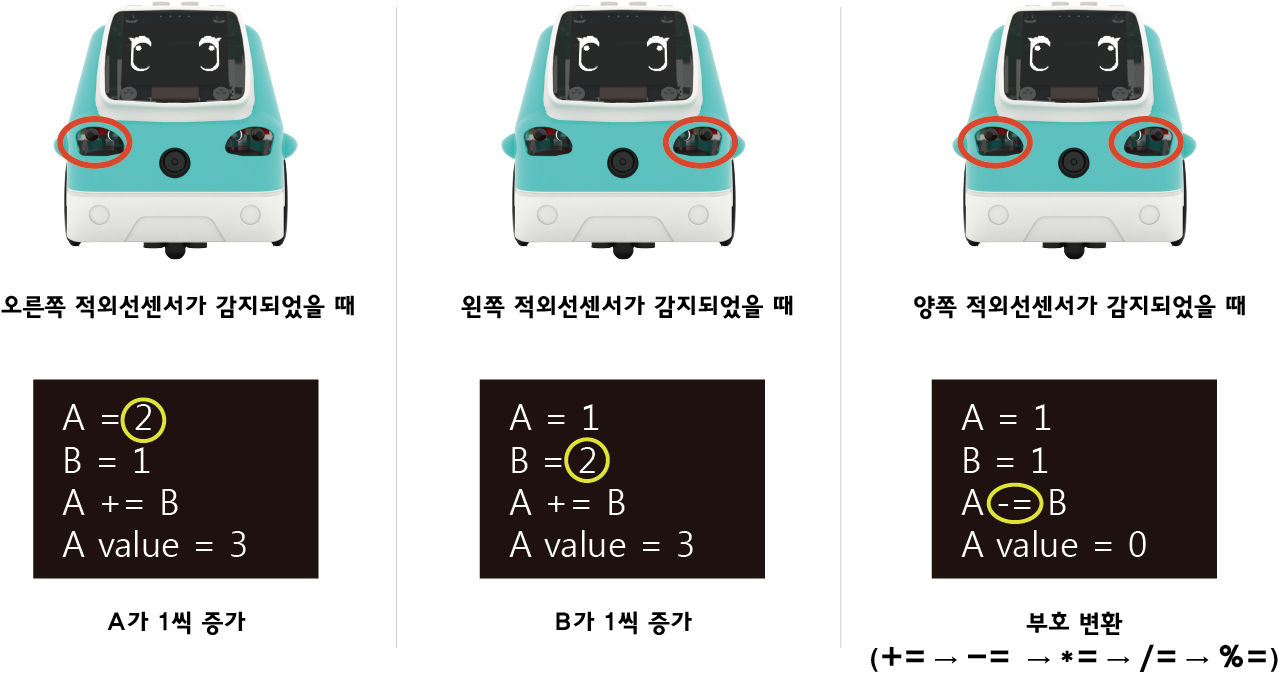 오른쪽 적외선센서가 감지되었을 때
A = 2
B = 1
A += B
A value = 3
A가 1씩 증가
왼쪽 적외선센서가 감지되었을 때
A = 1
B = 2
A += B
A value = 3
B가 1씩 증가
양쪽 적외선센서가 감지되었을 때
A = 1
B = 1
A -= B
A value = 0
부호 변환
(+= → -= → *= → /= → %=)